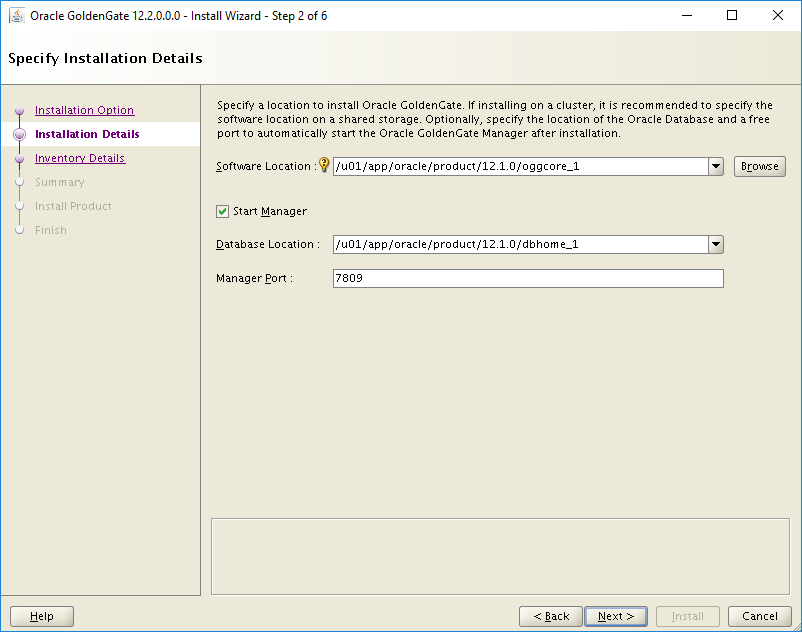 Oracle GoldenGate 12.2.0.0.0 - Install Wizard - Step 2 of 6
Specify Installation Details
Installation Option
Installation Details
Inventory Details
Summary
Install Product
Finish
Specify a location to install Oracle GoldenGate. If installing on a cluster, it is recommended to specify the
software location on a shared storage. Optionally, specify the location of the Oracle Database and a free
port to automatically start the Oracle GoldenGate Manager after installation.
Software Location : /u01/app/oracle/product/12.1.0/oggcore_1 Browse
Start Manager
Database Location : /u01/app/oracle/product/12.1.0/dbhome_1
Manager Port : 7809
Help < Back Next > Install Cancel